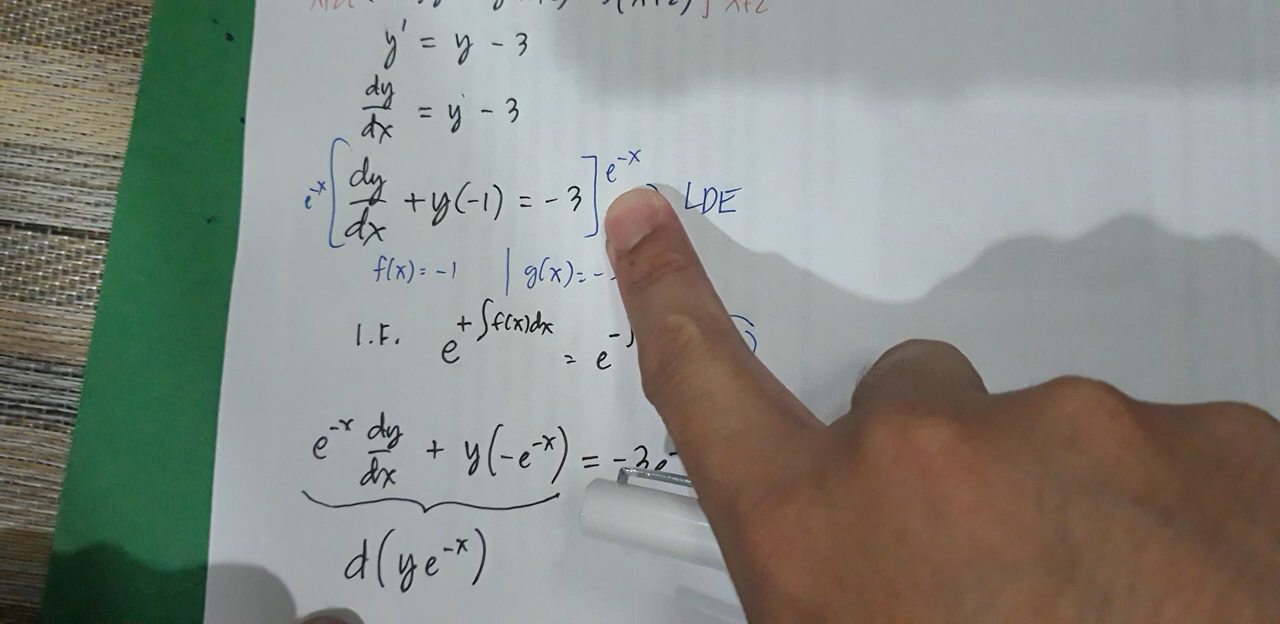 y' = y - 3
dy/dx = y - 3
e^-x [ dy/dx + y(-1) = -3 ] e^-x LDE
f(x) = -1 | g(x) = -
I.F. e^+∫f(x)dx = e^-
e^-x dy/dx + y(-e^-x) = -3e^-
d(ye^-x)